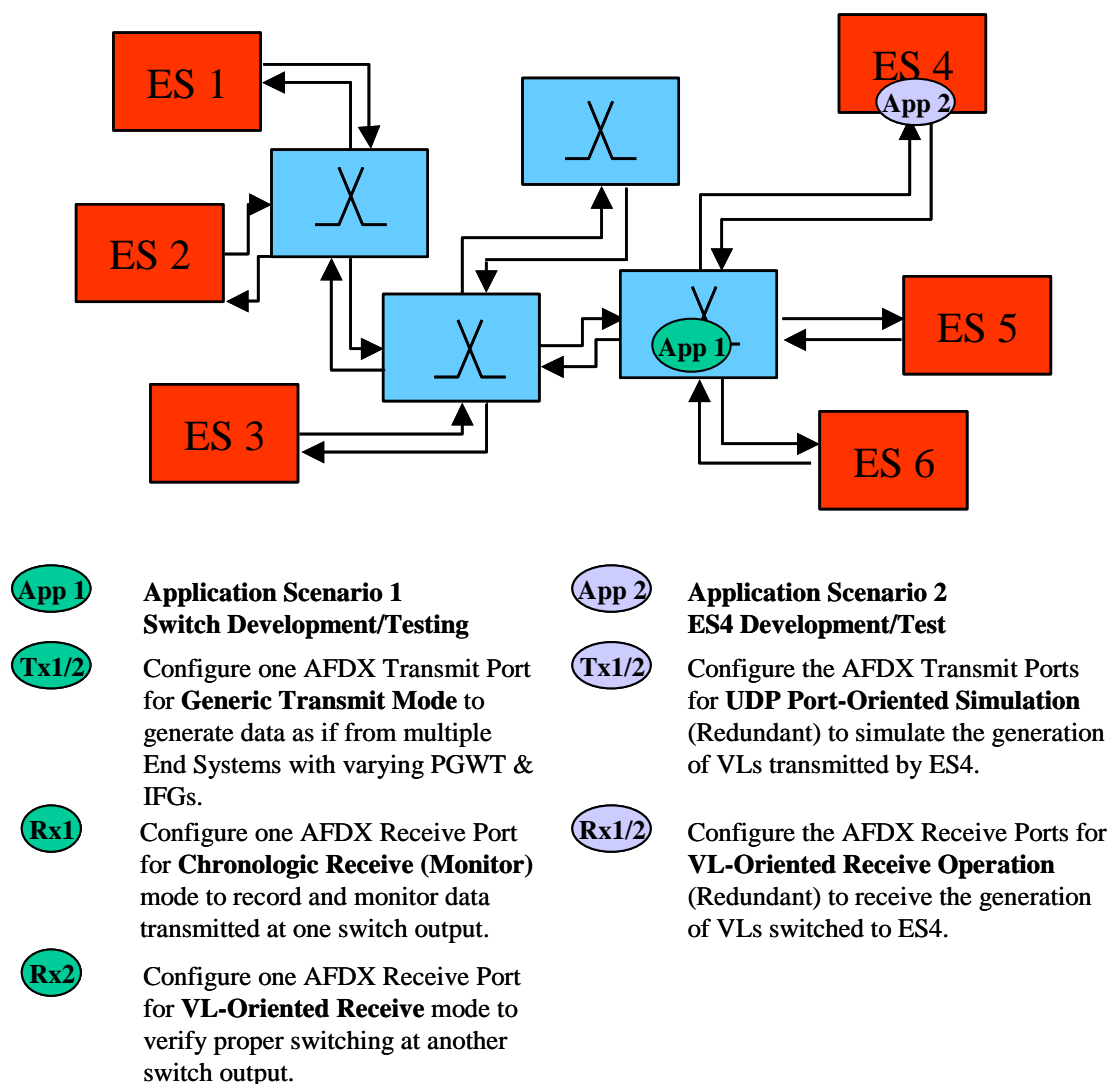 ES 1
ES 4
App 2
ES 2
ES 5
App 1
ES 3
ES 6
App 1
Application Scenario 1
Switch Development/Testing
Tx1/2
Configure one AFDX Transmit Port
for Generic Transmit Mode to
generate data as if from multiple
End Systems with varying PGWT &
IFGs.
Rx1
Configure one AFDX Receive Port
for Chronologic Receive (Monitor)
mode to record and monitor data
transmitted at one switch output.
Rx2
Configure one AFDX Receive Port
for VL-Oriented Receive mode to
verify proper switching at another
switch output.
App 2
Application Scenario 2
ES4 Development/Test
Tx1/2
Configure the AFDX Transmit Ports
for UDP Port-Oriented Simulation
(Redundant) to simulate the generation
of VLs transmitted by ES4.
Rx1/2
Configure the AFDX Receive Ports for
VL-Oriented Receive Operation
(Redundant) to receive the generation
of VLs switched to ES4.